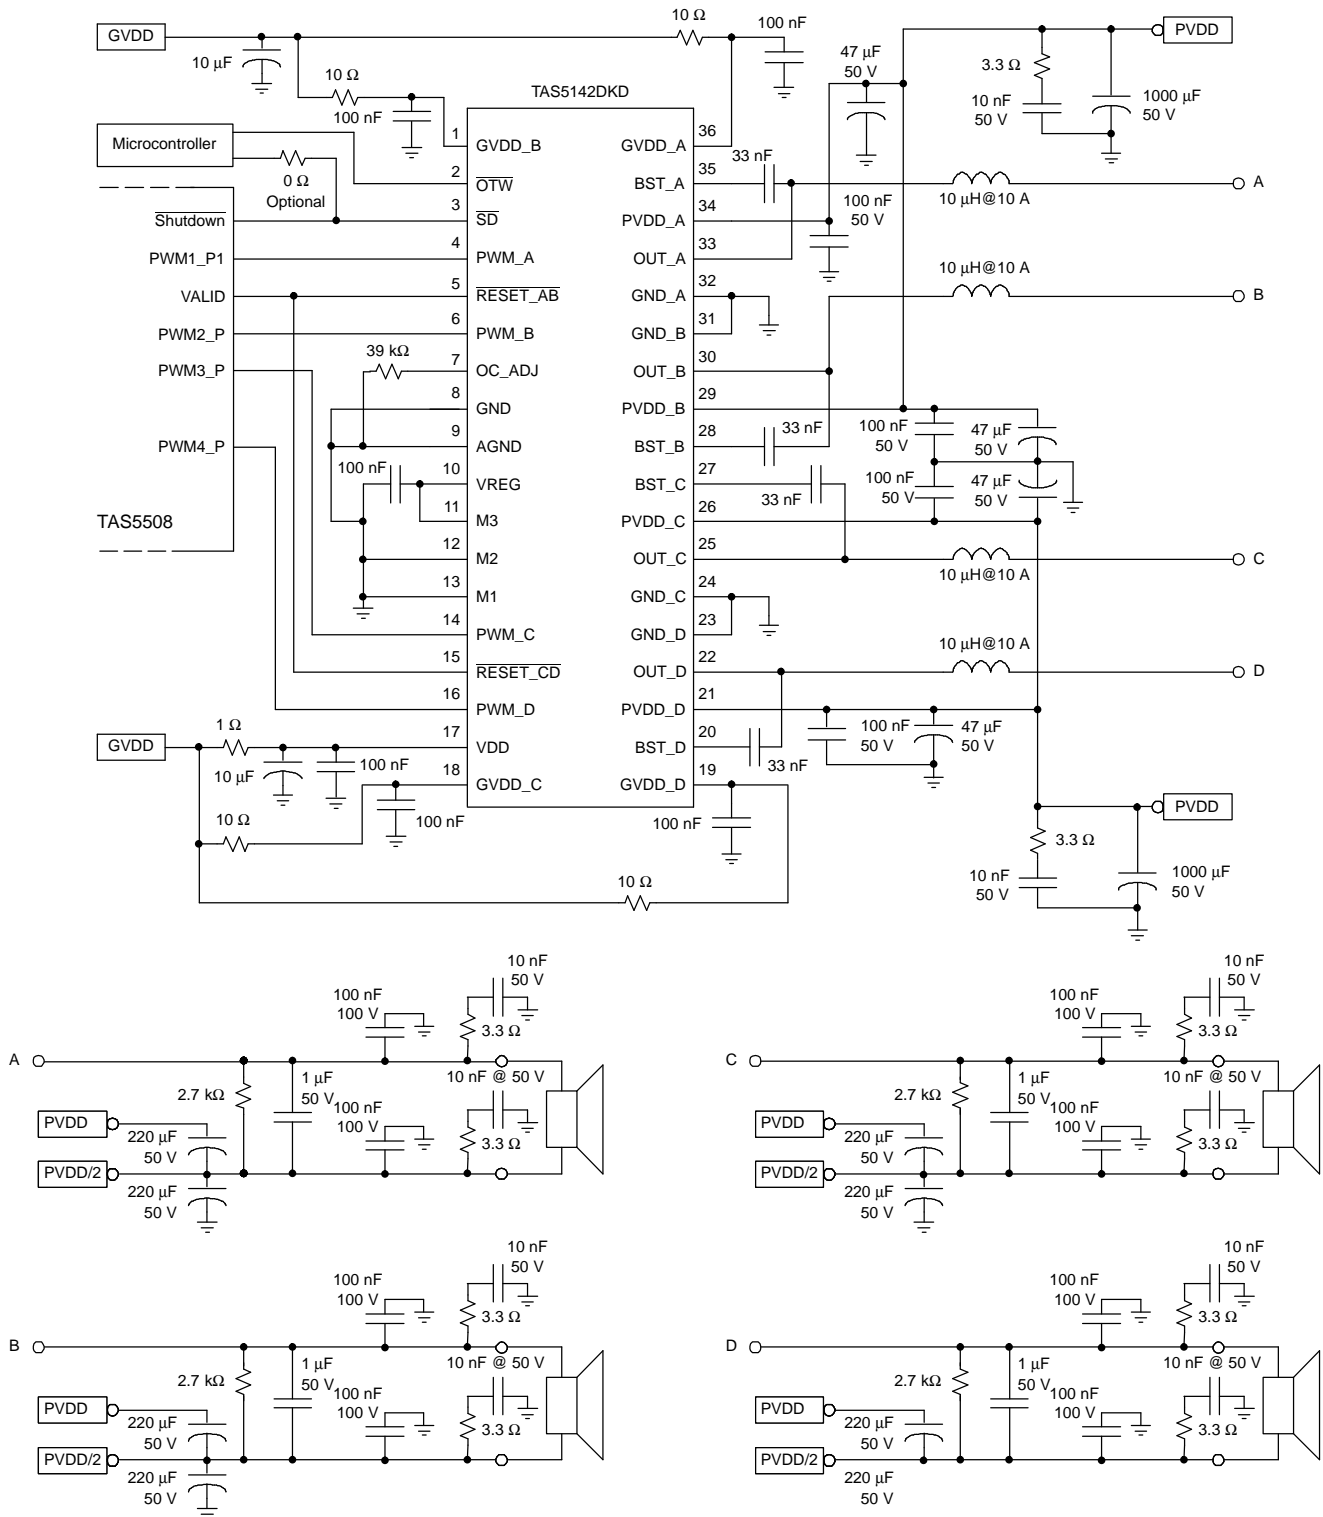 GVDD
10 µF
10 Ω
100 nF
10 Ω
100 nF
47 µF
50 V
PVDD
3.3 Ω
10 nF
50 V
1000 µF
50 V
TAS5142DKD
Microcontroller
0 Ω
Optional
Shutdown
PWM1_P1
VALID
PWM2_P
PWM3_P
PWM4_P
TAS5508
1
GVDD_B
2
OTW
3
SD
4
PWM_A
5
RESET_AB
6
PWM_B
39 kΩ
7
OC_ADJ
8
GND
9
AGND
100 nF
10
VREG
11
M3
12
M2
13
M1
14
PWM_C
15
RESET_CD
16
PWM_D
17
VDD
18
GVDD_C
36
GVDD_A
35
BST_A
34
PVDD_A
33
OUT_A
32
GND_A
31
GND_B
30
OUT_B
29
PVDD_B
28
BST_B
27
BST_C
26
PVDD_C
25
OUT_C
24
GND_C
23
GND_D
22
OUT_D
21
PVDD_D
20
BST_D
19
GVDD_D
33 nF
100 nF
50 V
10 µH@10 A
A
10 µH@10 A
B
33 nF
100 nF
50 V
47 µF
50 V
33 nF
100 nF
50 V
47 µF
50 V
10 µH@10 A
C
10 µH@10 A
D
100 nF
50 V
47 µF
50 V
33 nF
GVDD
1 Ω
10 µF
100 nF
10 Ω
100 nF
100 nF
10 Ω
PVDD
3.3 Ω
10 nF
50 V
1000 µF
50 V
A
100 nF
100 V
10 nF
50 V
3.3 Ω
2.7 kΩ
1 µF
50 V
100 nF
100 V
10 nF @ 50 V
3.3 Ω
PVDD
220 µF
50 V
PVDD/2
220 µF
50 V
C
100 nF
100 V
10 nF
50 V
3.3 Ω
2.7 kΩ
1 µF
50 V
100 nF
100 V
10 nF @ 50 V
3.3 Ω
PVDD
220 µF
50 V
PVDD/2
220 µF
50 V
B
100 nF
100 V
10 nF
50 V
3.3 Ω
2.7 kΩ
1 µF
50 V
100 nF
100 V
10 nF @ 50 V
3.3 Ω
PVDD
220 µF
50 V
PVDD/2
220 µF
50 V
D
100 nF
100 V
10 nF
50 V
3.3 Ω
2.7 kΩ
1 µF
50 V
100 nF
100 V
10 nF @ 50 V
3.3 Ω
PVDD
220 µF
50 V
PVDD/2
220 µF
50 V